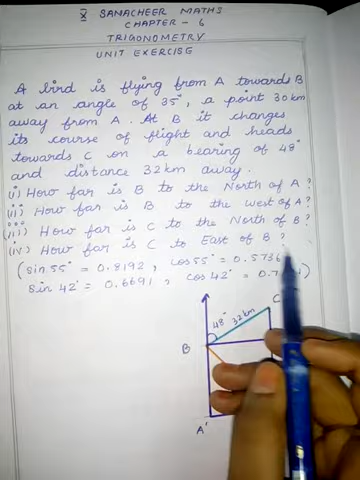 X SANACHEER MATHS
CHAPTER - 6
TRIGONOMETRY
UNIT EXERCISE
A bird is flying from A towards B
at an angle of 35°, a point 30 km
away from A. At B it changes
its course of flight and heads
towards C on a bearing of 48°
and distance 32 km away.
(i) How far is B to the North of A?
(ii) How far is B to the West of A?
(iii) How far is C to the North of B?
(iv) How far is C to East of B?
(sin 55° = 0.8192, cos 55° = 0.5736
sin 42° = 0.6691, cos 42° = 0.7
C
48° 32 km
B
A'